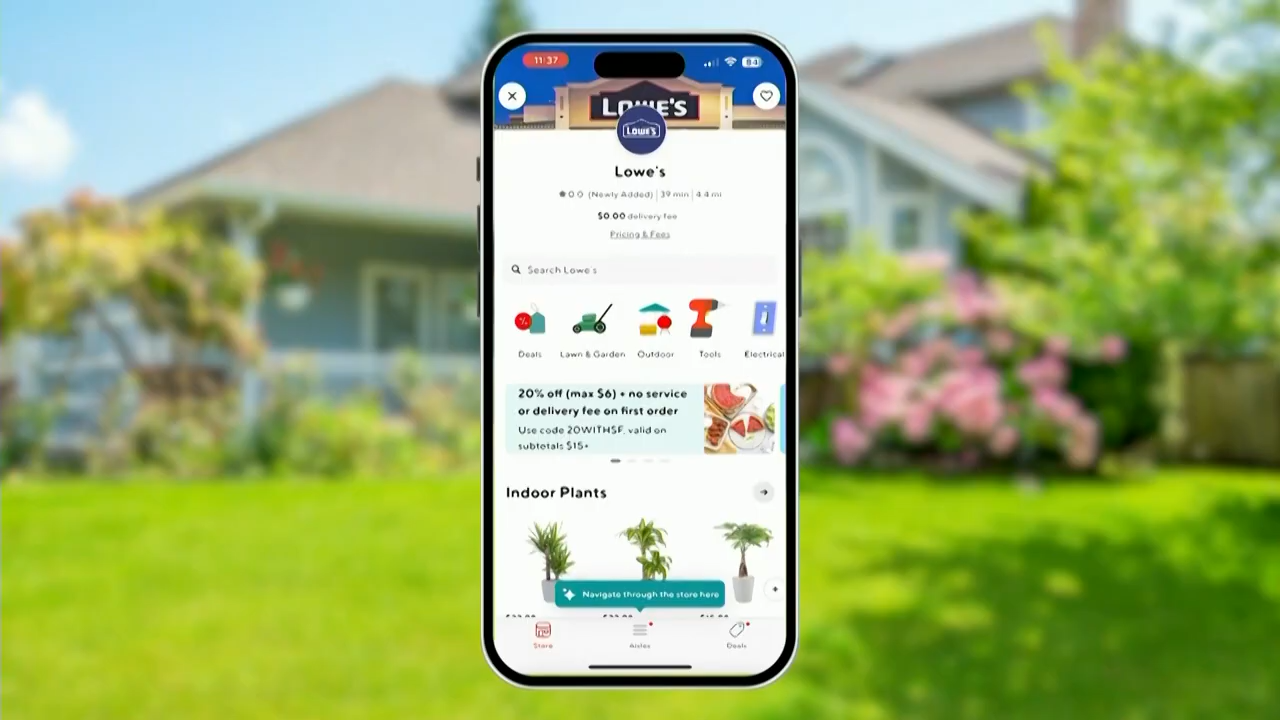 11:37
84
LOWE'S
LOWE'S
Lowe's
0.0 (Newly Added) | 39 min | 4.4 mi
$0.00 delivery fee
Pricing & Fees
Search Lowe's
Deals
Lawn & Garden
Outdoor
Tools
Electrical
20% off (max $6) + no service
or delivery fee on first order
Use code 20WITHSF, valid on
subtotals $15+
Indoor Plants
Navigate through the store here
Store
Aisles
Deals